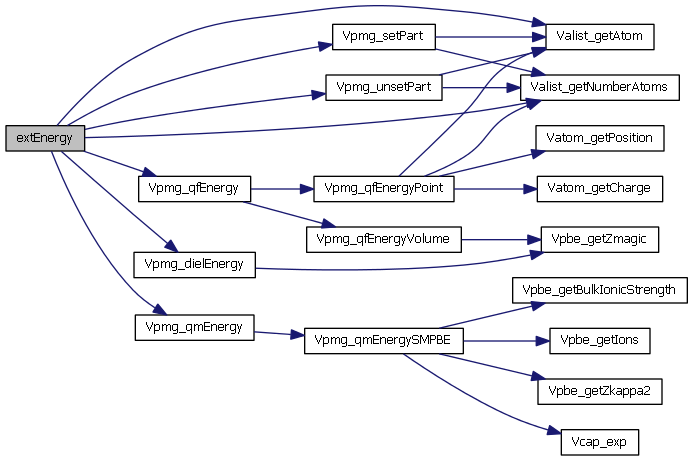 extEnergy
Vpmg_setPart
Vpmg_unsetPart
Vpmg_qfEnergy
Vpmg_dielEnergy
Vpmg_qmEnergy
Vpmg_qfEnergyPoint
Vpmg_qfEnergyVolume
Vpmg_qmEnergySMPBE
Valist_getAtom
Valist_getNumberAtoms
Vatom_getPosition
Vatom_getCharge
Vpbe_getZmagic
Vpbe_getBulkIonicStrength
Vpbe_getIons
Vpbe_getZkappa2
Vcap_exp